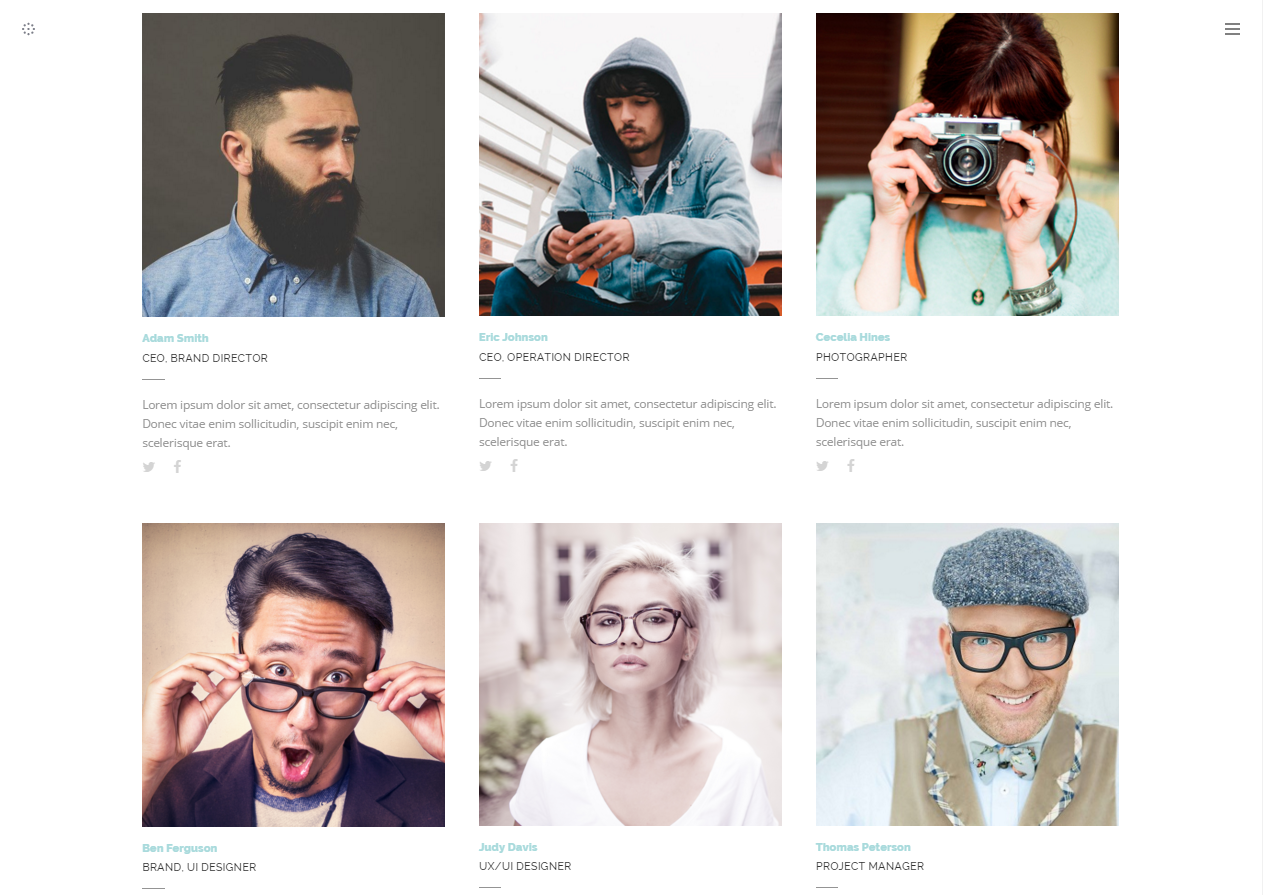 Adam Smith
CEO, BRAND DIRECTOR
Lorem ipsum dolor sit amet, consectetur adipiscing elit.
Donec vitae enim sollicitudin, suscipit enim nec,
scelerisque erat.
Eric Johnson
CEO, OPERATION DIRECTOR
Lorem ipsum dolor sit amet, consectetur adipiscing elit.
Donec vitae enim sollicitudin, suscipit enim nec,
scelerisque erat.
Cecelia Hines
PHOTOGRAPHER
Lorem ipsum dolor sit amet, consectetur adipiscing elit.
Donec vitae enim sollicitudin, suscipit enim nec,
scelerisque erat.
Ben Ferguson
BRAND, UI DESIGNER
Judy Davis
UX/UI DESIGNER
Thomas Peterson
PROJECT MANAGER